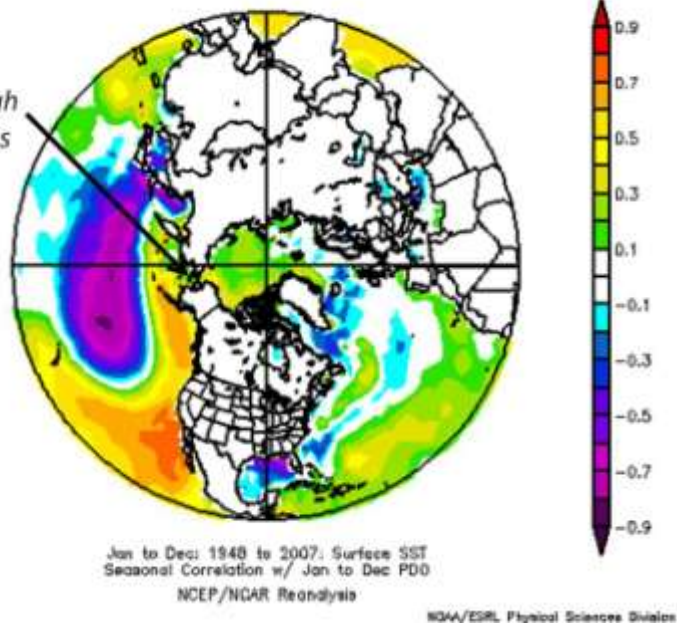 0.9
0.7
0.5
0.3
0.1
-0.1
-0.3
-0.5
-0.7
-0.9
Jan to Dec: 1948 to 2007: Surface SST
Seasonal Correlation w/ Jan to Dec PDO
NCEP/NCAR Reanalysis
NOAA/ESRL Physical Sciences Division